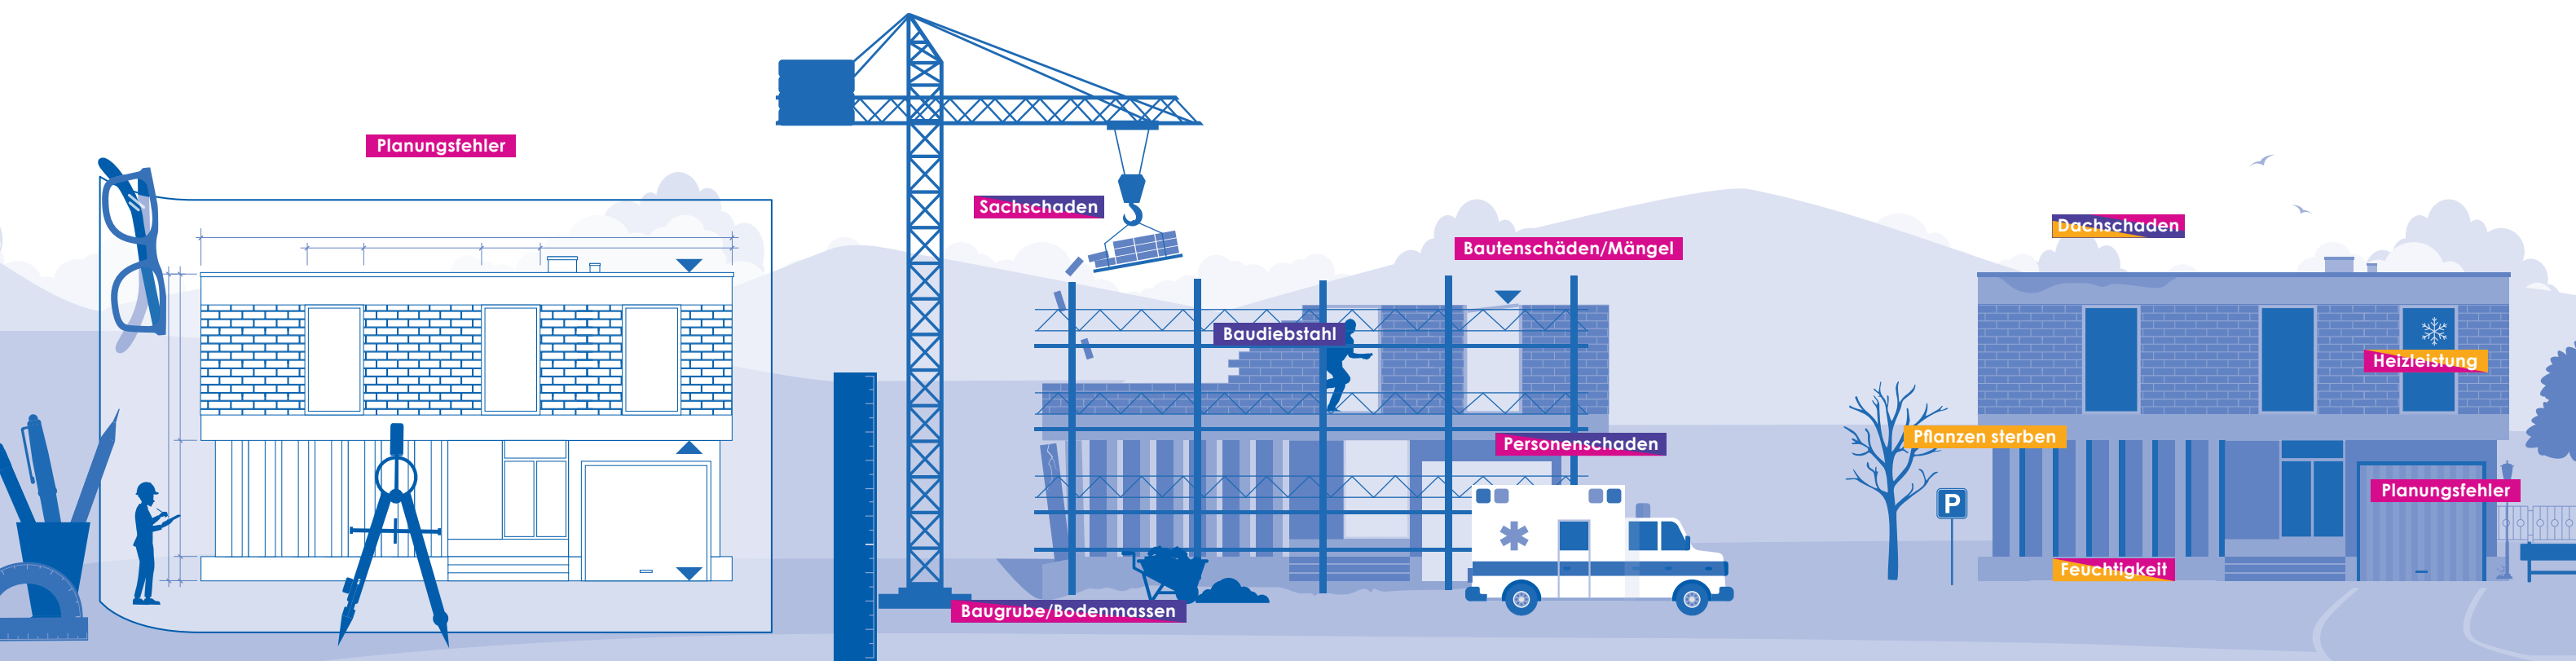 Planungsfehler
Sachschaden
Baudiebstahl
Bautenschäden/Mängel
Personenschaden
Baugrube/Bodenmassen
Dachschaden
Heizleistung
Pflanzen sterben
P
Planungsfehler
Feuchtigkeit